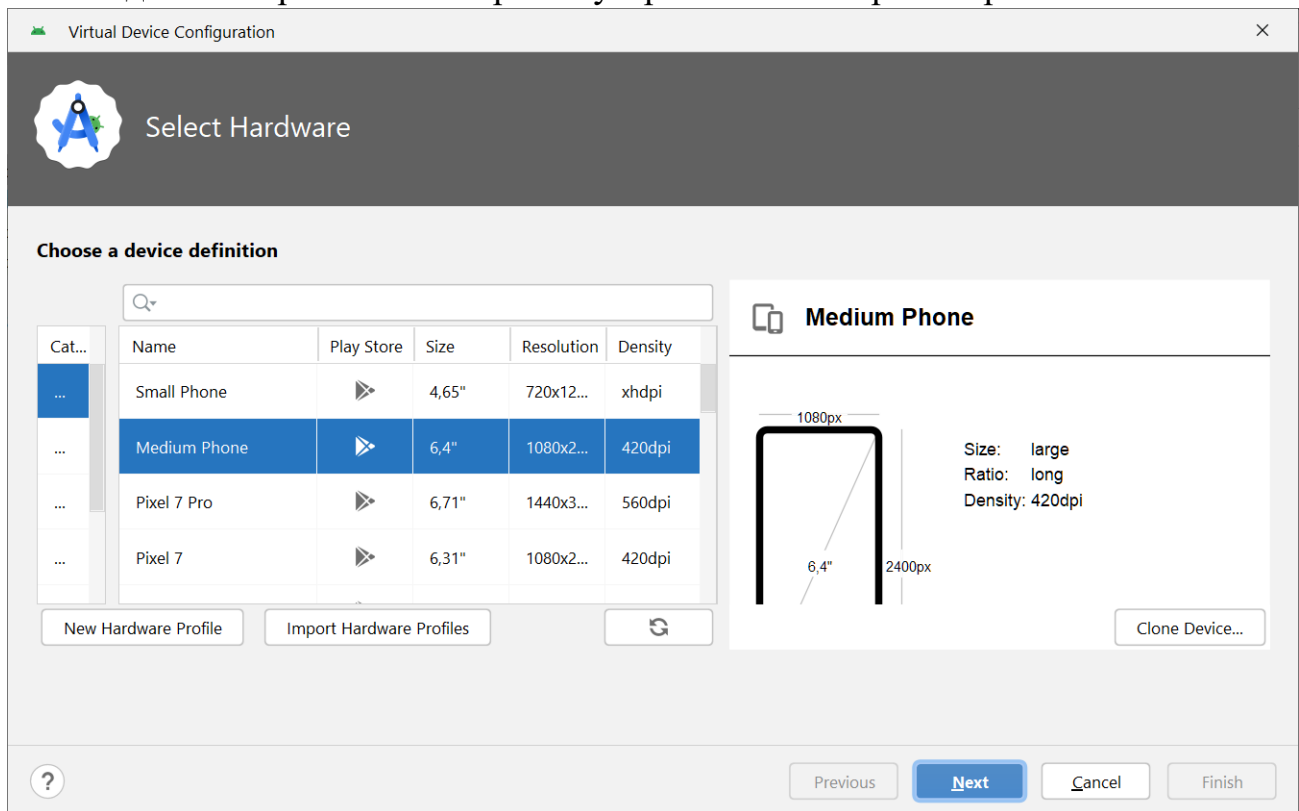 Virtual Device Configuration
Select Hardware
Choose a device definition
Cat... Name Play Store Size Resolution Density
... Small Phone 4,65" 720x12... xhdpi
... Medium Phone 6,4" 1080x2... 420dpi
... Pixel 7 Pro 6,71" 1440x3... 560dpi
... Pixel 7 6,31" 1080x2... 420dpi
New Hardware Profile Import Hardware Profiles
Medium Phone
1080px
Size: large
Ratio: long
Density: 420dpi
6,4" 2400px
Clone Device...
? Previous Next Cancel Finish